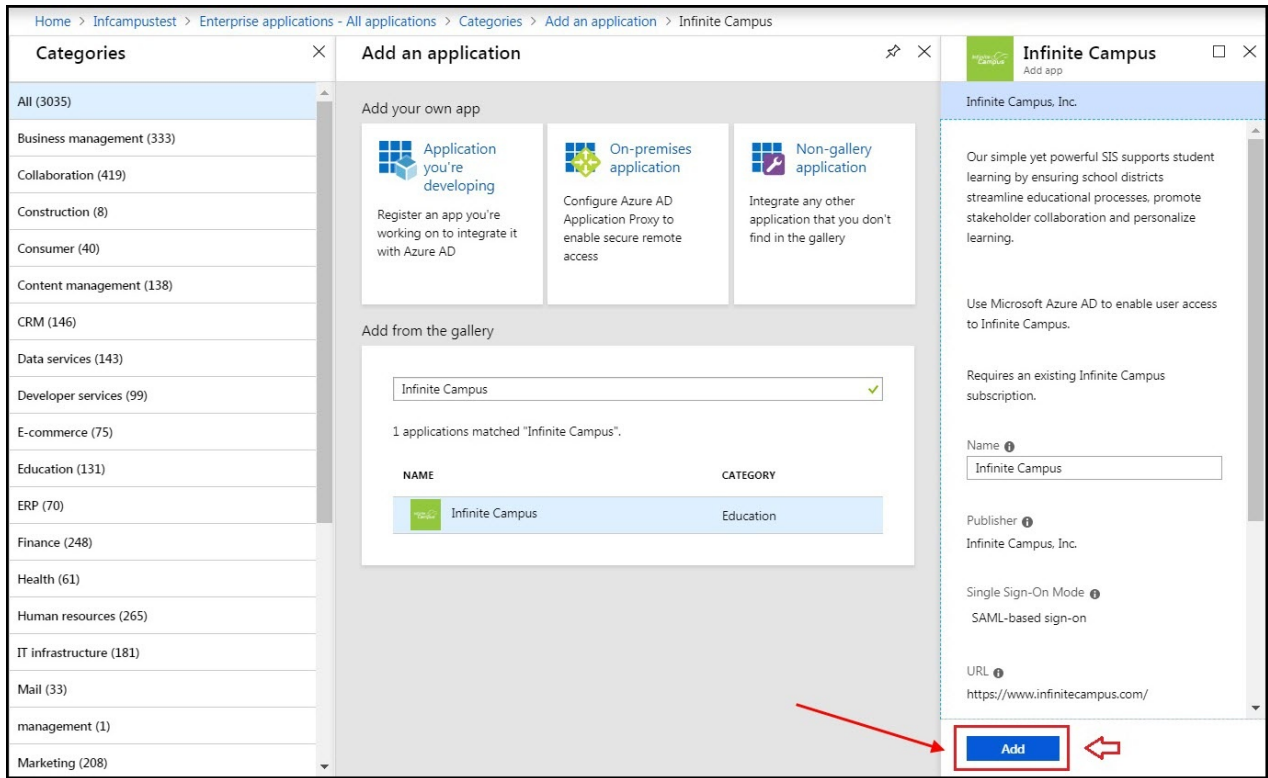 Home > Infcampustest > Enterprise applications - All applications > Categories > Add an application > Infinite Campus
Categories
All (3035)
Business management (333)
Collaboration (419)
Construction (8)
Consumer (40)
Content management (138)
CRM (146)
Data services (143)
Developer services (99)
E-commerce (75)
Education (131)
ERP (70)
Finance (248)
Health (61)
Human resources (265)
IT infrastructure (181)
Mail (33)
management (1)
Marketing (208)
Add an application
Add your own app
Application
you're
developing
Register an app you're
working on to integrate it
with Azure AD
On-premises
application
Configure Azure AD
Application Proxy to
enable secure remote
access
Non-gallery
application
Integrate any other
application that you don't
find in the gallery
Add from the gallery
Infinite Campus
1 applications matched "Infinite Campus".
NAME CATEGORY
Infinite Campus Education
Infinite Campus
Add app
Infinite Campus, Inc.
Our simple yet powerful SIS supports student
learning by ensuring school districts
streamline educational processes, promote
stakeholder collaboration and personalize
learning.
Use Microsoft Azure AD to enable user access
to Infinite Campus.
Requires an existing Infinite Campus
subscription.
Name
Infinite Campus
Publisher
Infinite Campus, Inc.
Single Sign-On Mode
SAML-based sign-on
URL
https://www.infinitecampus.com/
Add